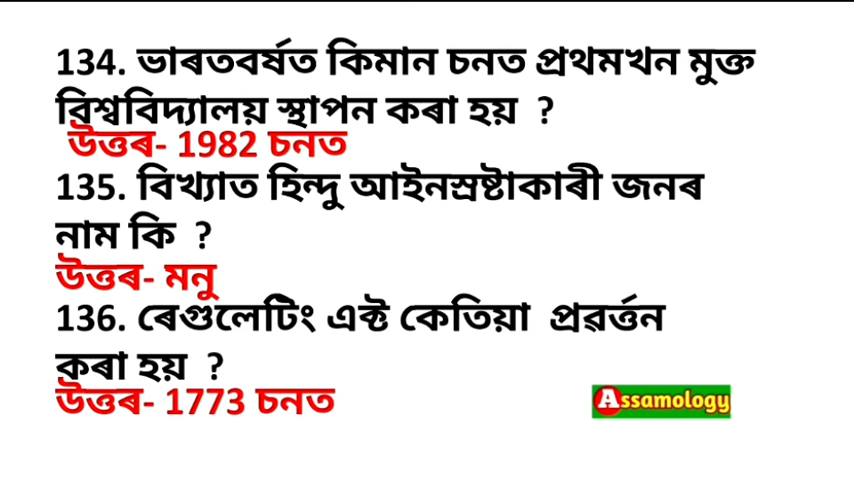 134. ভাৰতবৰ্ষত কিমান চনত প্ৰথমখন মুক্ত
বিশ্ববিদ্যালয় স্থাপন কৰা হয় ?
উত্তৰ- 1982 চনত
135. বিখ্যাত হিন্দু আইনস্ৰষ্টাকাৰী জনৰ
নাম কি ?
উত্তৰ- মনু
136. ৰেগুলেটিং এক্ট কেতিয়া প্ৰৱৰ্ত্তন
কৰা হয় ?
উত্তৰ- 1773 চনত
Assamology